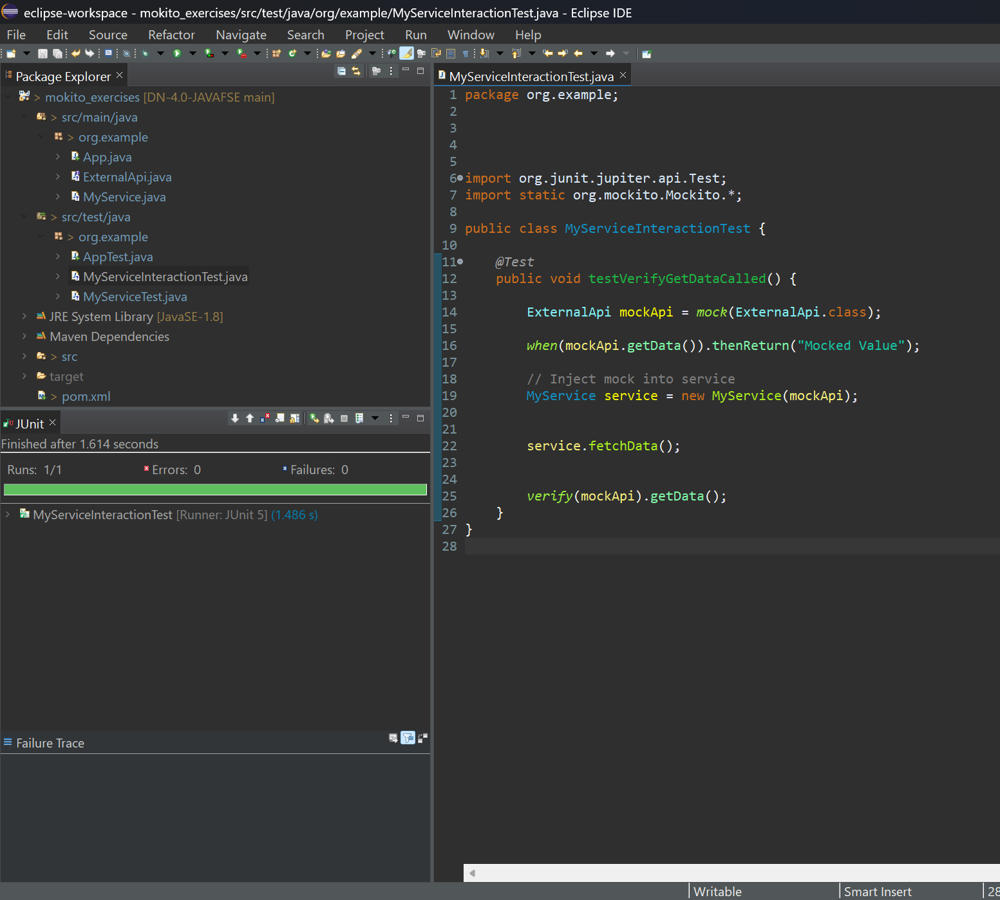 eclipse-workspace - mokito_exercises/src/test/java/org/example/MyServiceInteractionTest.java - Eclipse IDE
File Edit Source Refactor Navigate Search Project Run Window Help
Package Explorer
> mokito_exercises [DN-4.0-JAVAFSE main]
> src/main/java
> org.example
App.java
ExternalApi.java
MyService.java
> src/test/java
> org.example
AppTest.java
MyServiceInteractionTest.java
MyServiceTest.java
JRE System Library [JavaSE-1.8]
Maven Dependencies
> src
target
> pom.xml
JUnit
Finished after 1.614 seconds
Runs: 1/1 Errors: 0 Failures: 0
MyServiceInteractionTest [Runner: JUnit 5] (1.486 s)
Failure Trace
MyServiceInteractionTest.java
1 package org.example;
2
3
4
5
6 import org.junit.jupiter.api.Test;
7 import static org.mockito.Mockito.*;
8
9 public class MyServiceInteractionTest {
10
11 @Test
12 public void testVerifyGetDataCalled() {
13
14 ExternalApi mockApi = mock(ExternalApi.class);
15
16 when(mockApi.getData()).thenReturn("Mocked Value");
17
18 // Inject mock into service
19 MyService service = new MyService(mockApi);
20
21
22 service.fetchData();
23
24
25 verify(mockApi).getData();
26 }
27 }
28
Writable Smart Insert 28